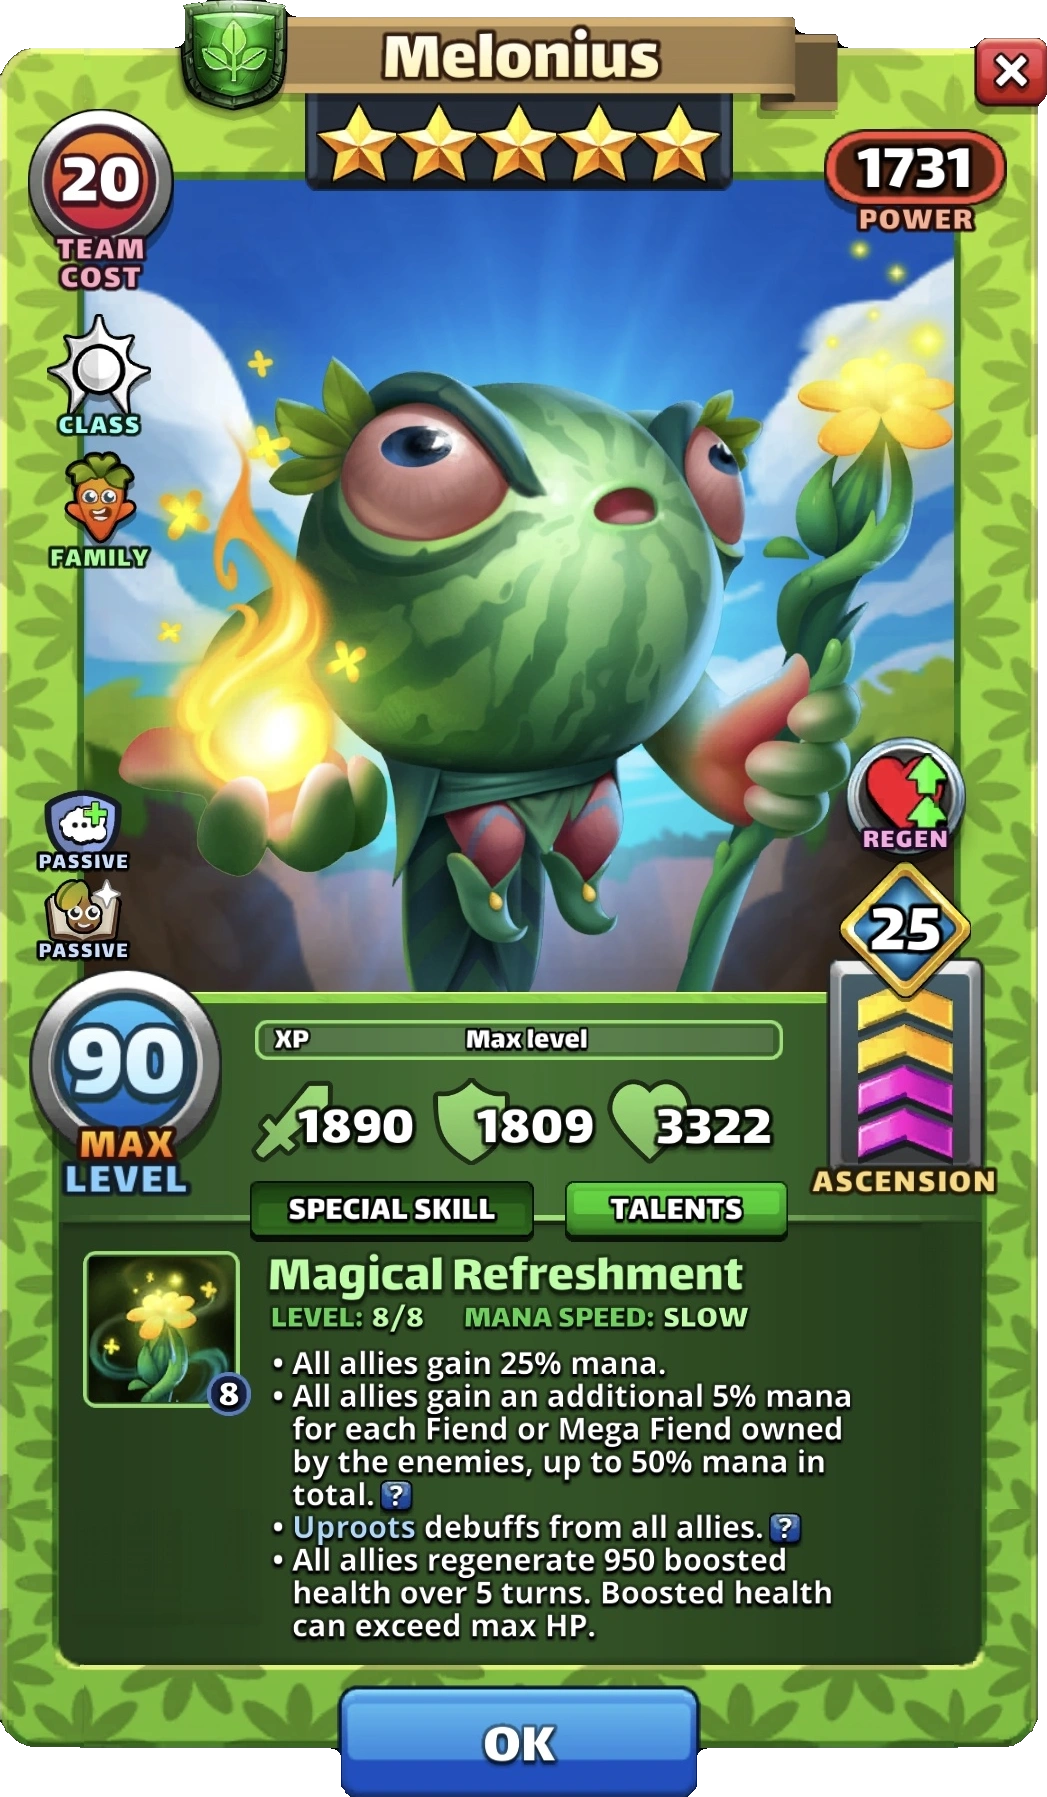 Melonius
20
TEAM
COST
1731
POWER
CLASS
FAMILY
PASSIVE
PASSIVE
REGEN
25
90
MAX
LEVEL
XP Max level
1890 1809 3322
ASCENSION
SPECIAL SKILL TALENTS
Magical Refreshment
LEVEL: 8/8 MANA SPEED: SLOW
8
• All allies gain 25% mana.
• All allies gain an additional 5% mana
for each Fiend or Mega Fiend owned
by the enemies, up to 50% mana in
total. ?
• Uproots debuffs from all allies. ?
• All allies regenerate 950 boosted
health over 5 turns. Boosted health
can exceed max HP.
OK